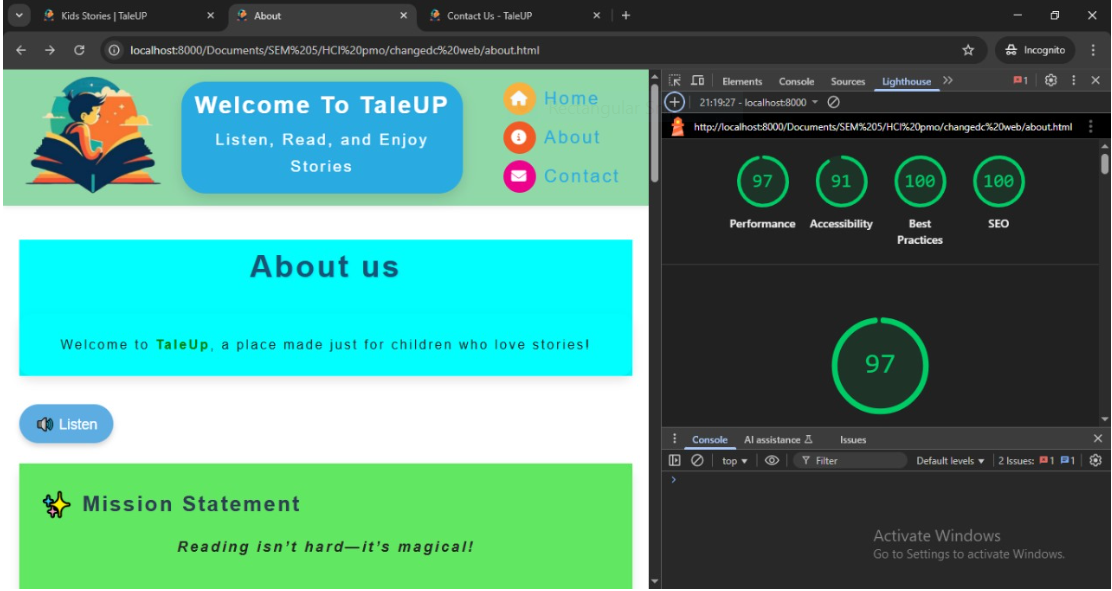 Kids Stories | TaleUP
About
Contact Us - TaleUP
localhost:8000/Documents/SEM%205/HCI%20pmo/changedc%20web/about.html
Incognito
Welcome To TaleUP
Listen, Read, and Enjoy
Stories
Home
Rectangular
About
Contact
About us
Welcome to TaleUp, a place made just for children who love stories!
Listen
Mission Statement
Reading isn't hard—it's magical!
Elements Console Sources Lighthouse 1
21:19:27 - localhost:8000
http://localhost:8000/Documents/SEM%205/HCI%20pmo/changedc%20web/about.html
97 91 100 100
Performance Accessibility Best Practices SEO
97
Console AI assistance Issues
top Filter Default levels 2 Issues: 1 1
Activate Windows
Go to Settings to activate Windows.